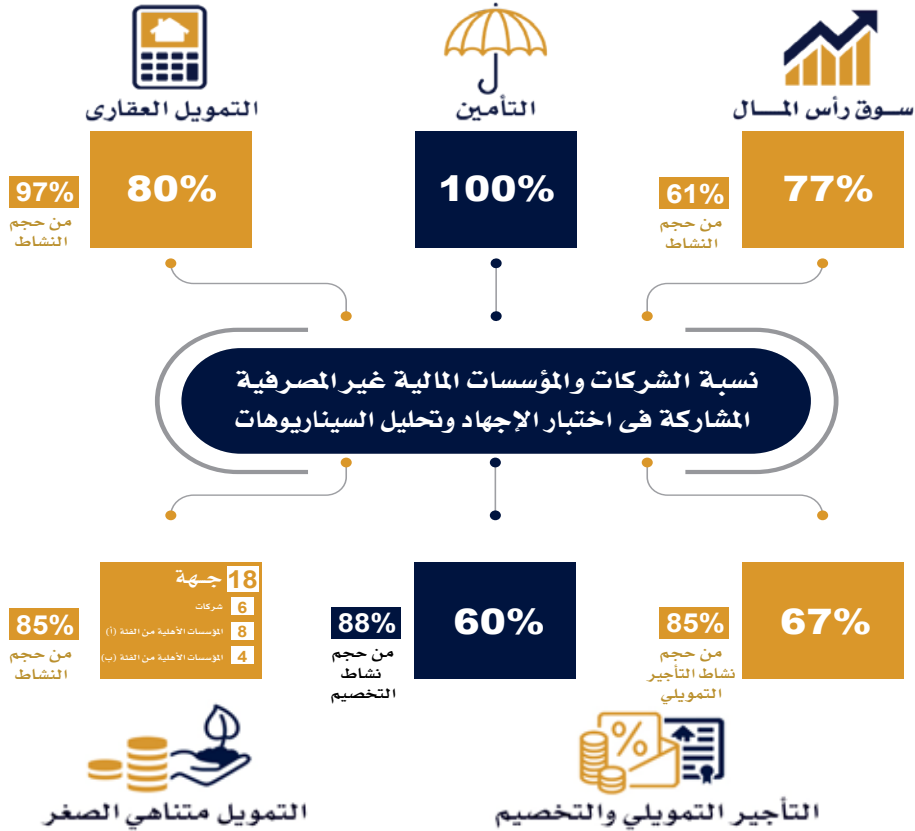 سوق رأس المال
77%
61%
من حجم
النشاط
التأمين
100%
التمويل العقارى
80%
97%
من حجم
النشاط
نسبة الشركات والمؤسسات المالية غير المصرفية
المشاركة فى اختبار الإجهاد وتحليل السيناريوهات
67%
85%
من حجم
نشاط التأجير
التمويلي
60%
88%
من حجم
نشاط
التخصيم
%
التأجير التمويلي والتخصيم
18 جهة
6 شركات
8 المؤسسات الأهلية من الفئة (أ)
4 المؤسسات الأهلية من الفئة (ب)
85%
من حجم
النشاط
التمويل متناهي الصغر